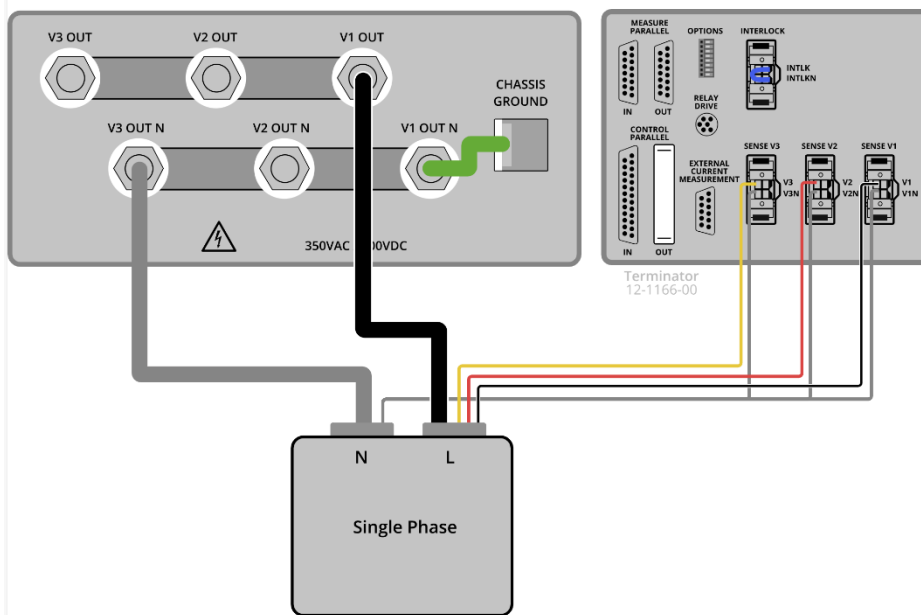 V3 OUT
V2 OUT
V1 OUT
CHASSIS
GROUND
V3 OUT N
V2 OUT N
V1 OUT N
350VAC
00VDC
MEASURE
PARALLEL
OPTIONS
INTERLOCK
INTLK
INTLKN
IN
OUT
RELAY
DRIVE
CONTROL
PARALLEL
EXTERNAL
CURRENT
MEASUREMENT
SENSE V3
SENSE V2
SENSE V1
V3
V3N
V2
V2N
V1
V1N
IN
OUT
Terminator
12-1166-00
N
L
Single Phase